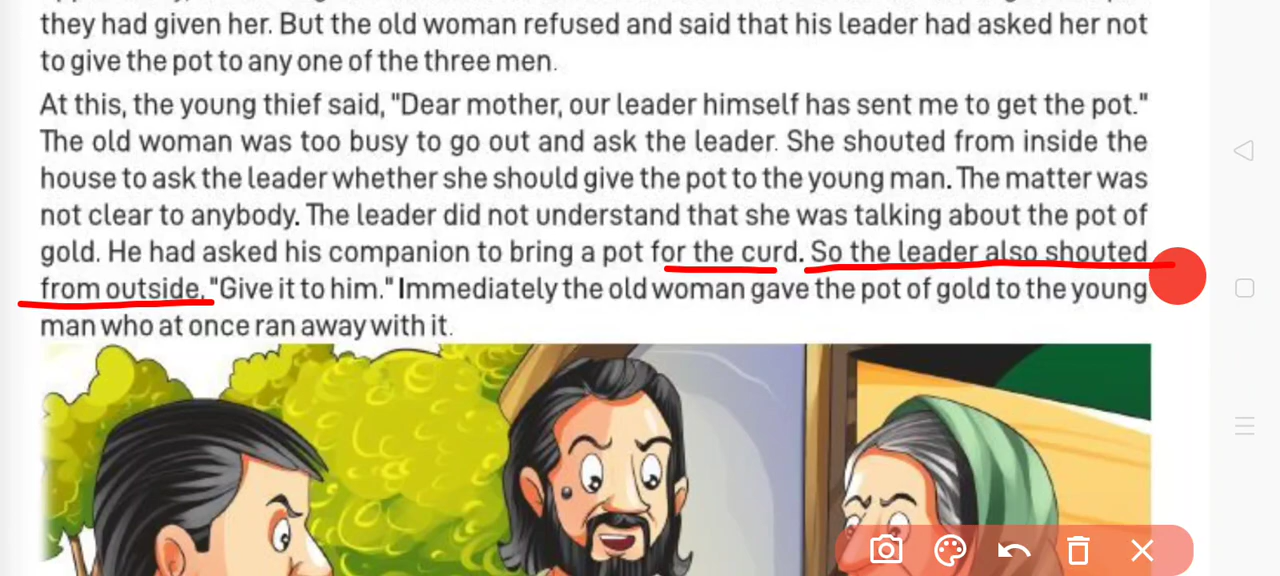 they had given her. But the old woman refused and said that his leader had asked her not
to give the pot to any one of the three men.
At this, the young thief said, "Dear mother, our leader himself has sent me to get the pot."
The old woman was too busy to go out and ask the leader. She shouted from inside the
house to ask the leader whether she should give the pot to the young man. The matter was
not clear to anybody. The leader did not understand that she was talking about the pot of
gold. He had asked his companion to bring a pot for the curd. So the leader also shouted
from outside, "Give it to him." Immediately the old woman gave the pot of gold to the young
man who at once ran away with it.